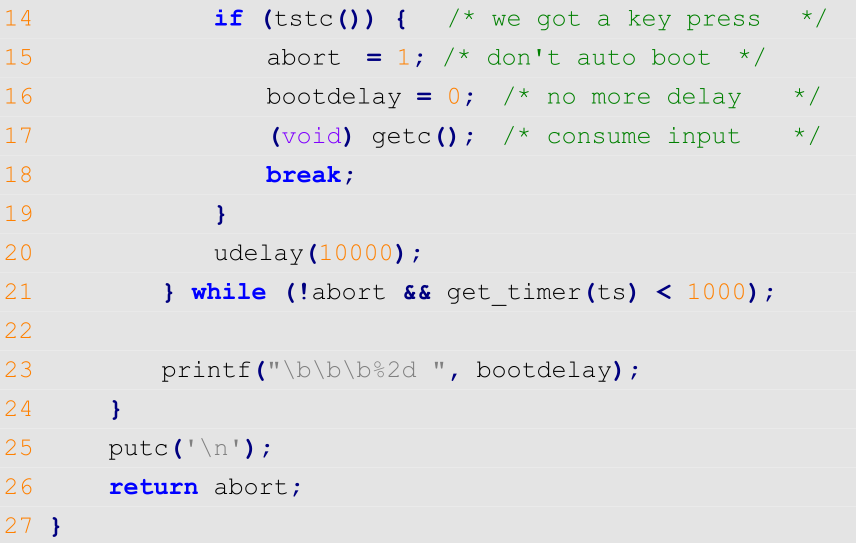 14            if (tstc()) {  /* we got a key press  */
15               abort = 1; /* don't auto boot  */
16               bootdelay = 0; /* no more delay   */
17               (void) getc(); /* consume input   */
18               break;
19            }
20            udelay(10000);
21        } while (!abort && get_timer(ts) < 1000);
22
23        printf("\b\b\b%2d ", bootdelay);
24     }
25     putc('\n');
26     return abort;
27 }